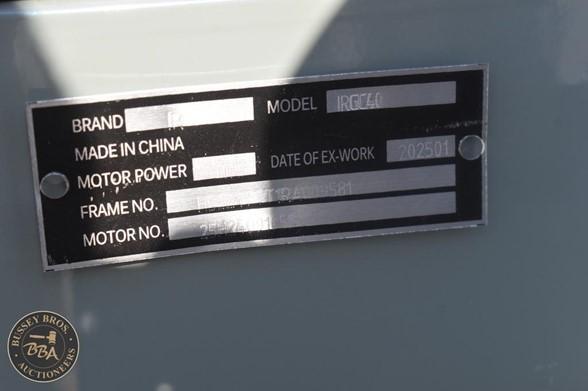 BRAND
MODEL IRGC40
MADE IN CHINA
MOTOR POWER
DATE OF EX-WORK 202501
FRAME NO.
MOTOR NO.
BUSSEY BROS.
BBA
AUCTIONEERS